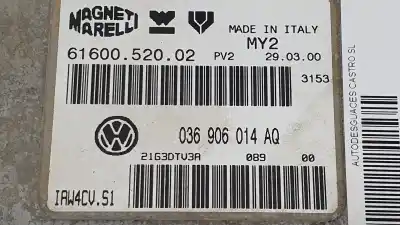 MAGNETI MARELLI
MADE IN ITALY
MY2
61600.520.02 PV2 29.03.00
3153
036 906 014 AQ
21G3DTV3A 089 00
IAW4CV.S1
AUTODESGUACES CASTRO SL